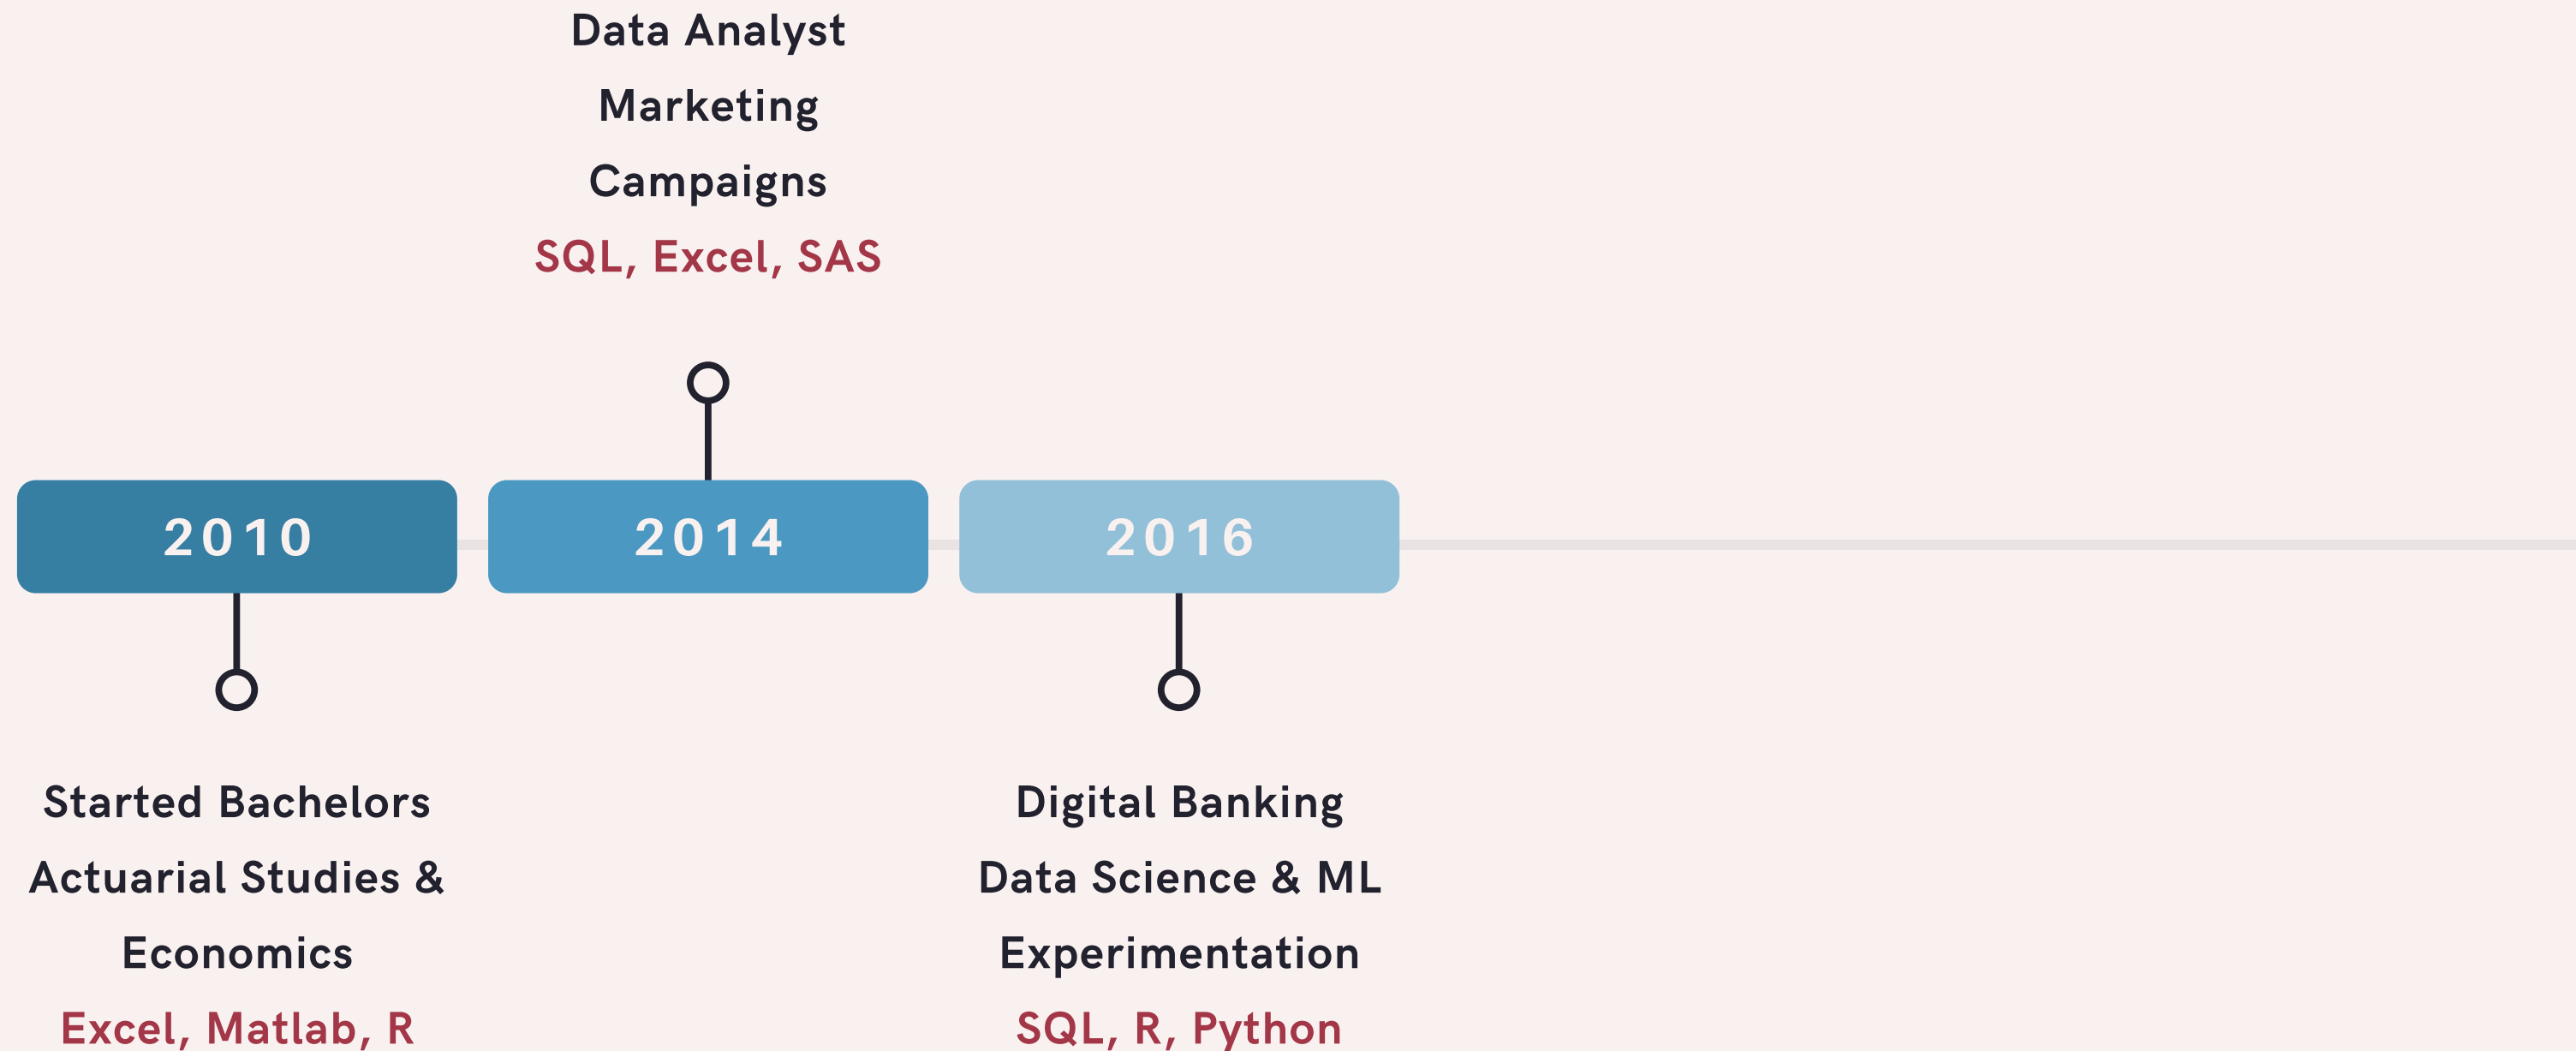 Data Analyst
Marketing
Campaigns
SQL, Excel, SAS
2010
2014
2016
Started Bachelors
Actuarial Studies &
Economics
Excel, Matlab, R
Digital Banking
Data Science & ML
Experimentation
SQL, R, Python